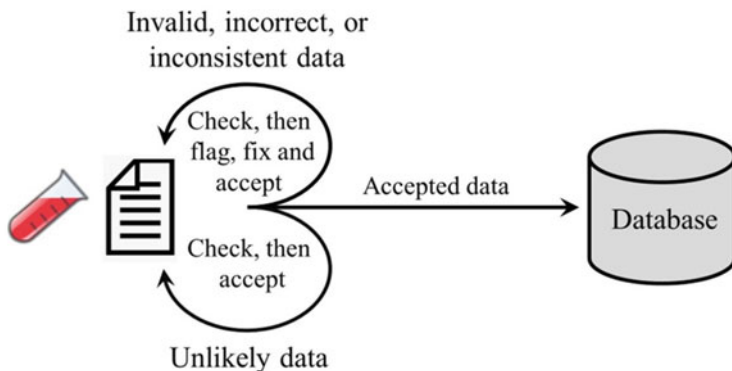 Invalid, incorrect, or
inconsistent data
Check, then
flag, fix and
accept
Accepted data
Database
Check, then
accept
Unlikely data